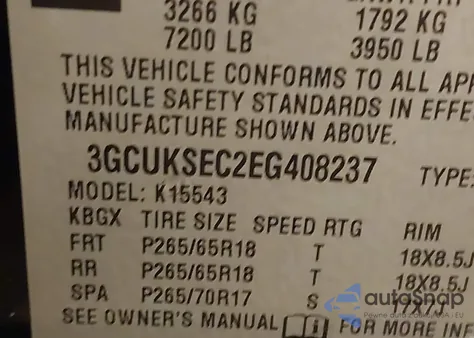 3266 KG 1792 KG
7200 LB 3950 LB
THIS VEHICLE CONFORMS TO ALL
VEHICLE SAFETY STANDARDS IN
MANUFACTURE SHOWN ABOVE.
3GCUKSEC2EG408237 TYPE:
MODEL: K15543
KBGX TIRE SIZE SPEED RTG RIM
FRT P265/65R18 T 18X8.5J
RR P265/65R18 T 18X8.5J
SPA P265/70R17 S
SEE OWNER'S MANUAL FOR MORE
autoSnap